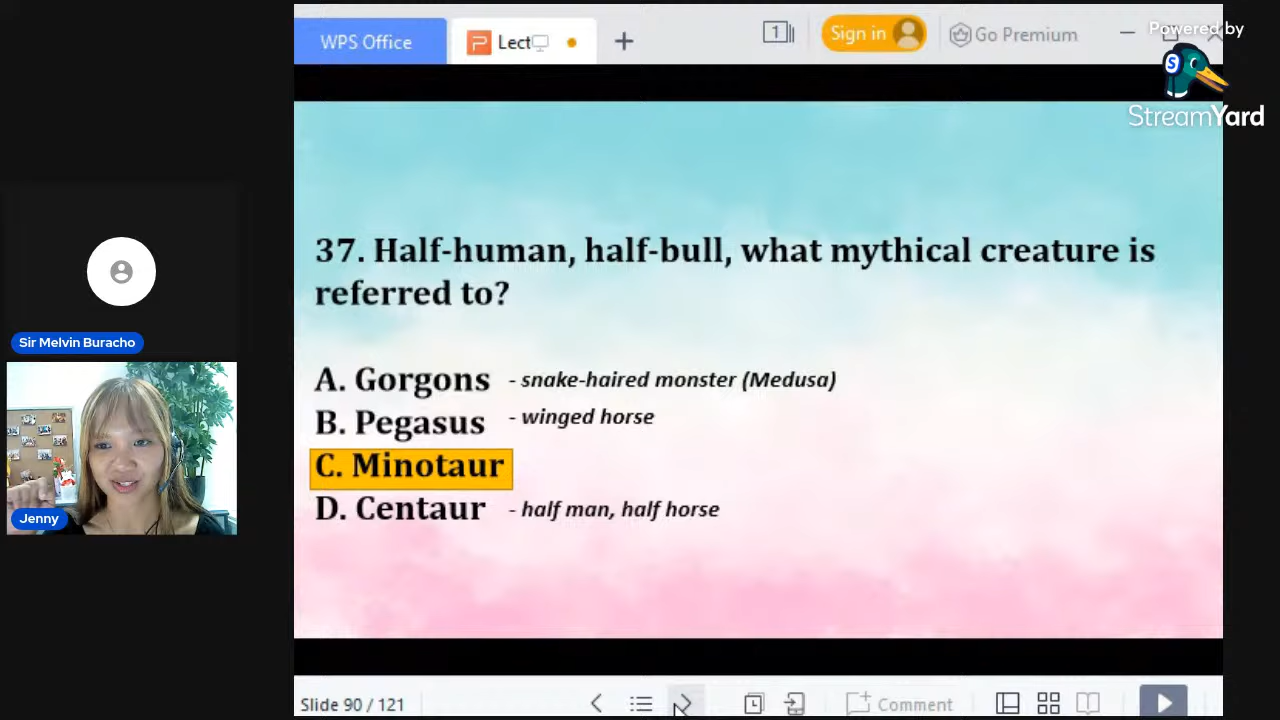 WPS Office
Lect
1
Sign in
Go Premium
Powered by
S
StreamYard
37. Half-human, half-bull, what mythical creature is
referred to?
A. Gorgons - snake-haired monster (Medusa)
B. Pegasus - winged horse
C. Minotaur
D. Centaur - half man, half horse
Sir Melvin Buracho
Jenny
Slide 90 / 121
Comment